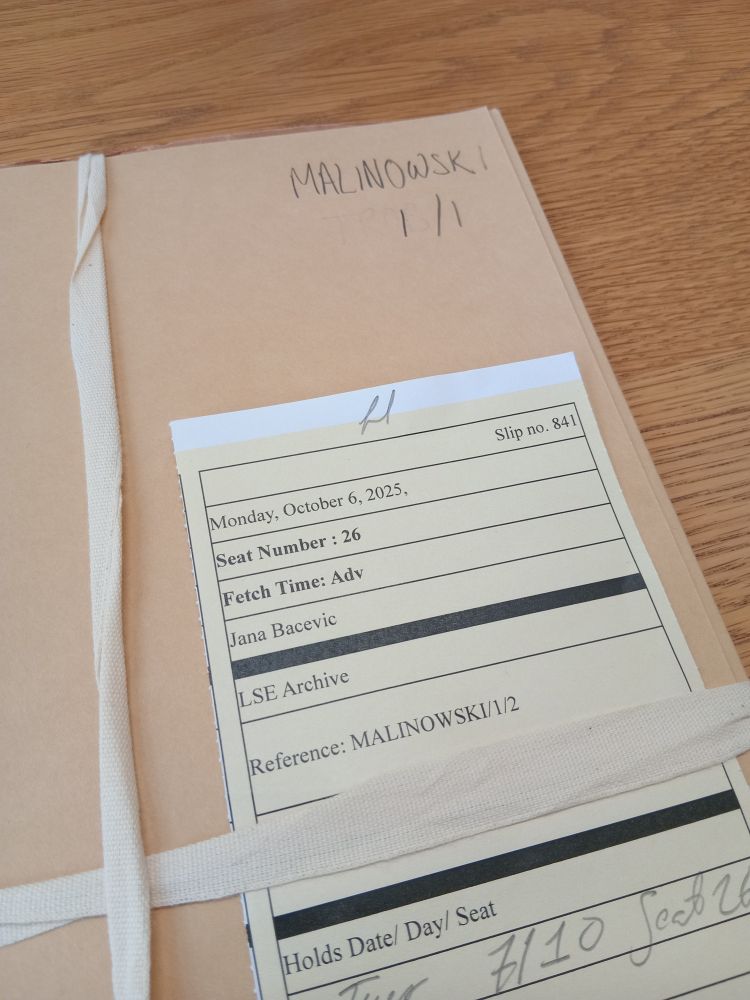 MALINOWSKI
1/1
Slip no. 841
Monday, October 6, 2025,
Seat Number : 26
Fetch Time: Adv
Jana Bacevic
LSE Archive
Reference: MALINOWSKI/1/2
Holds Date/ Day/ Seat
Tues 7/10 Seat 26